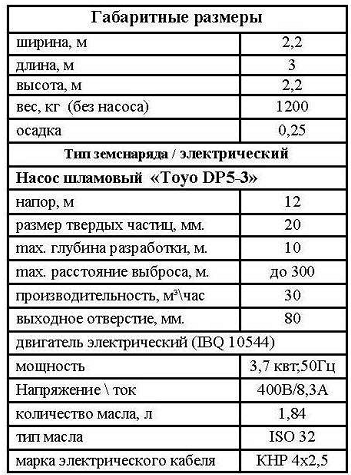 Габаритные размеры
ширина, м 2,2
длина, м 3
высота, м 2,2
вес, кг (без насоса) 1200
осадка 0,25
Тип земснаряда / электрический
Насос шламовый «Toyo DP5-3»
напор, м 12
размер твердых частиц, мм. 20
max. глубина разработки, м. 10
max. расстояние выброса, м. до 300
производительность, м³\час 30
выходное отверстие, мм. 80
двигатель электрический (IBQ 10544)
мощность 3,7 квт;50Гц
Напряжение \ ток 400В/8,3А
количество масла, л 1,84
тип масла ISO 32
марка электрического кабеля КНР 4х2,5